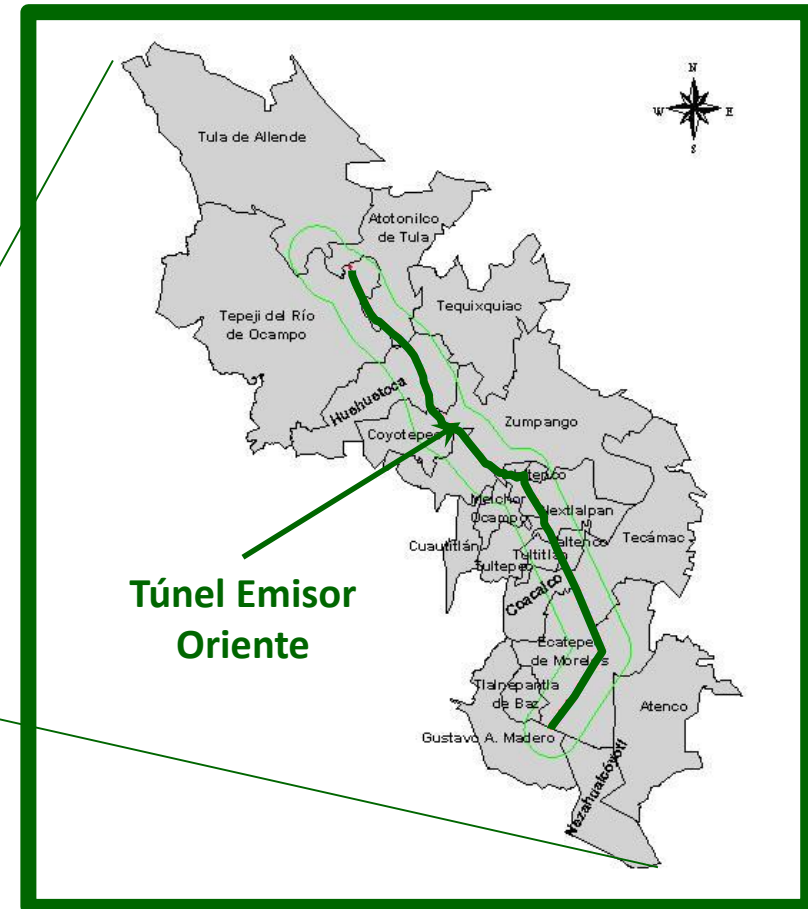 N
W
E
S
Tula de Allende
Atotonilco
de Tula
Tequixquiac
Tepeji del Río
de Ocampo
Huehuetoca
Zumpango
Coyotepec
Melchor
Ocampo
Nextlalpan
Cuautitlán
Tultitlán
Tecámac
Tultepec
Coacalco
Túnel Emisor
Oriente
Ecatepec
de Morelos
Tlalnepantla
de Baz
Atenco
Gustavo A. Madero
Nezahualcóyotl